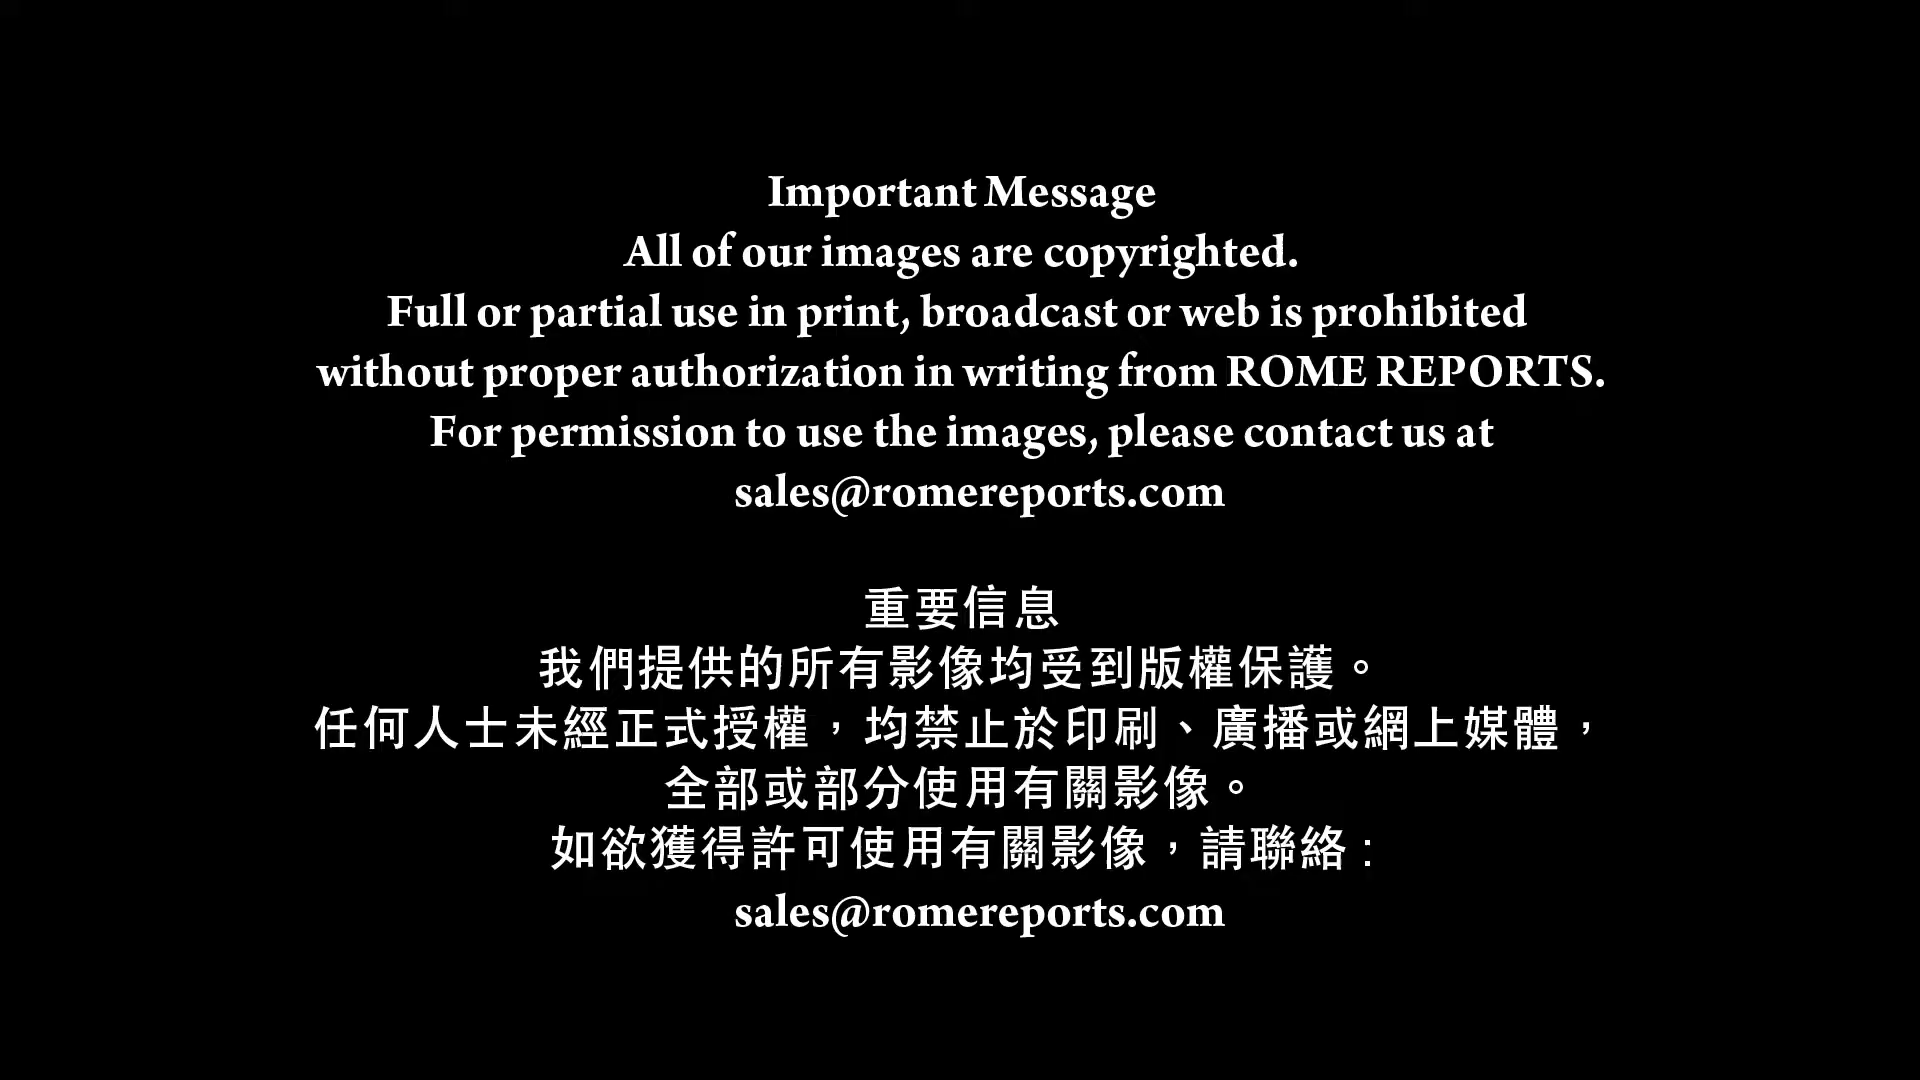 Important Message
All of our images are copyrighted.
Full or partial use in print, broadcast or web is prohibited
without proper authorization in writing from ROME REPORTS.
For permission to use the images, please contact us at
sales@romereports.com
重要信息
我們提供的所有影像均受到版權保護。
任何人士未經正式授權，均禁止於印刷、廣播或網上媒體，
全部或部分使用有關影像。
如欲獲得許可使用有關影像，請聯絡：
sales@romereports.com